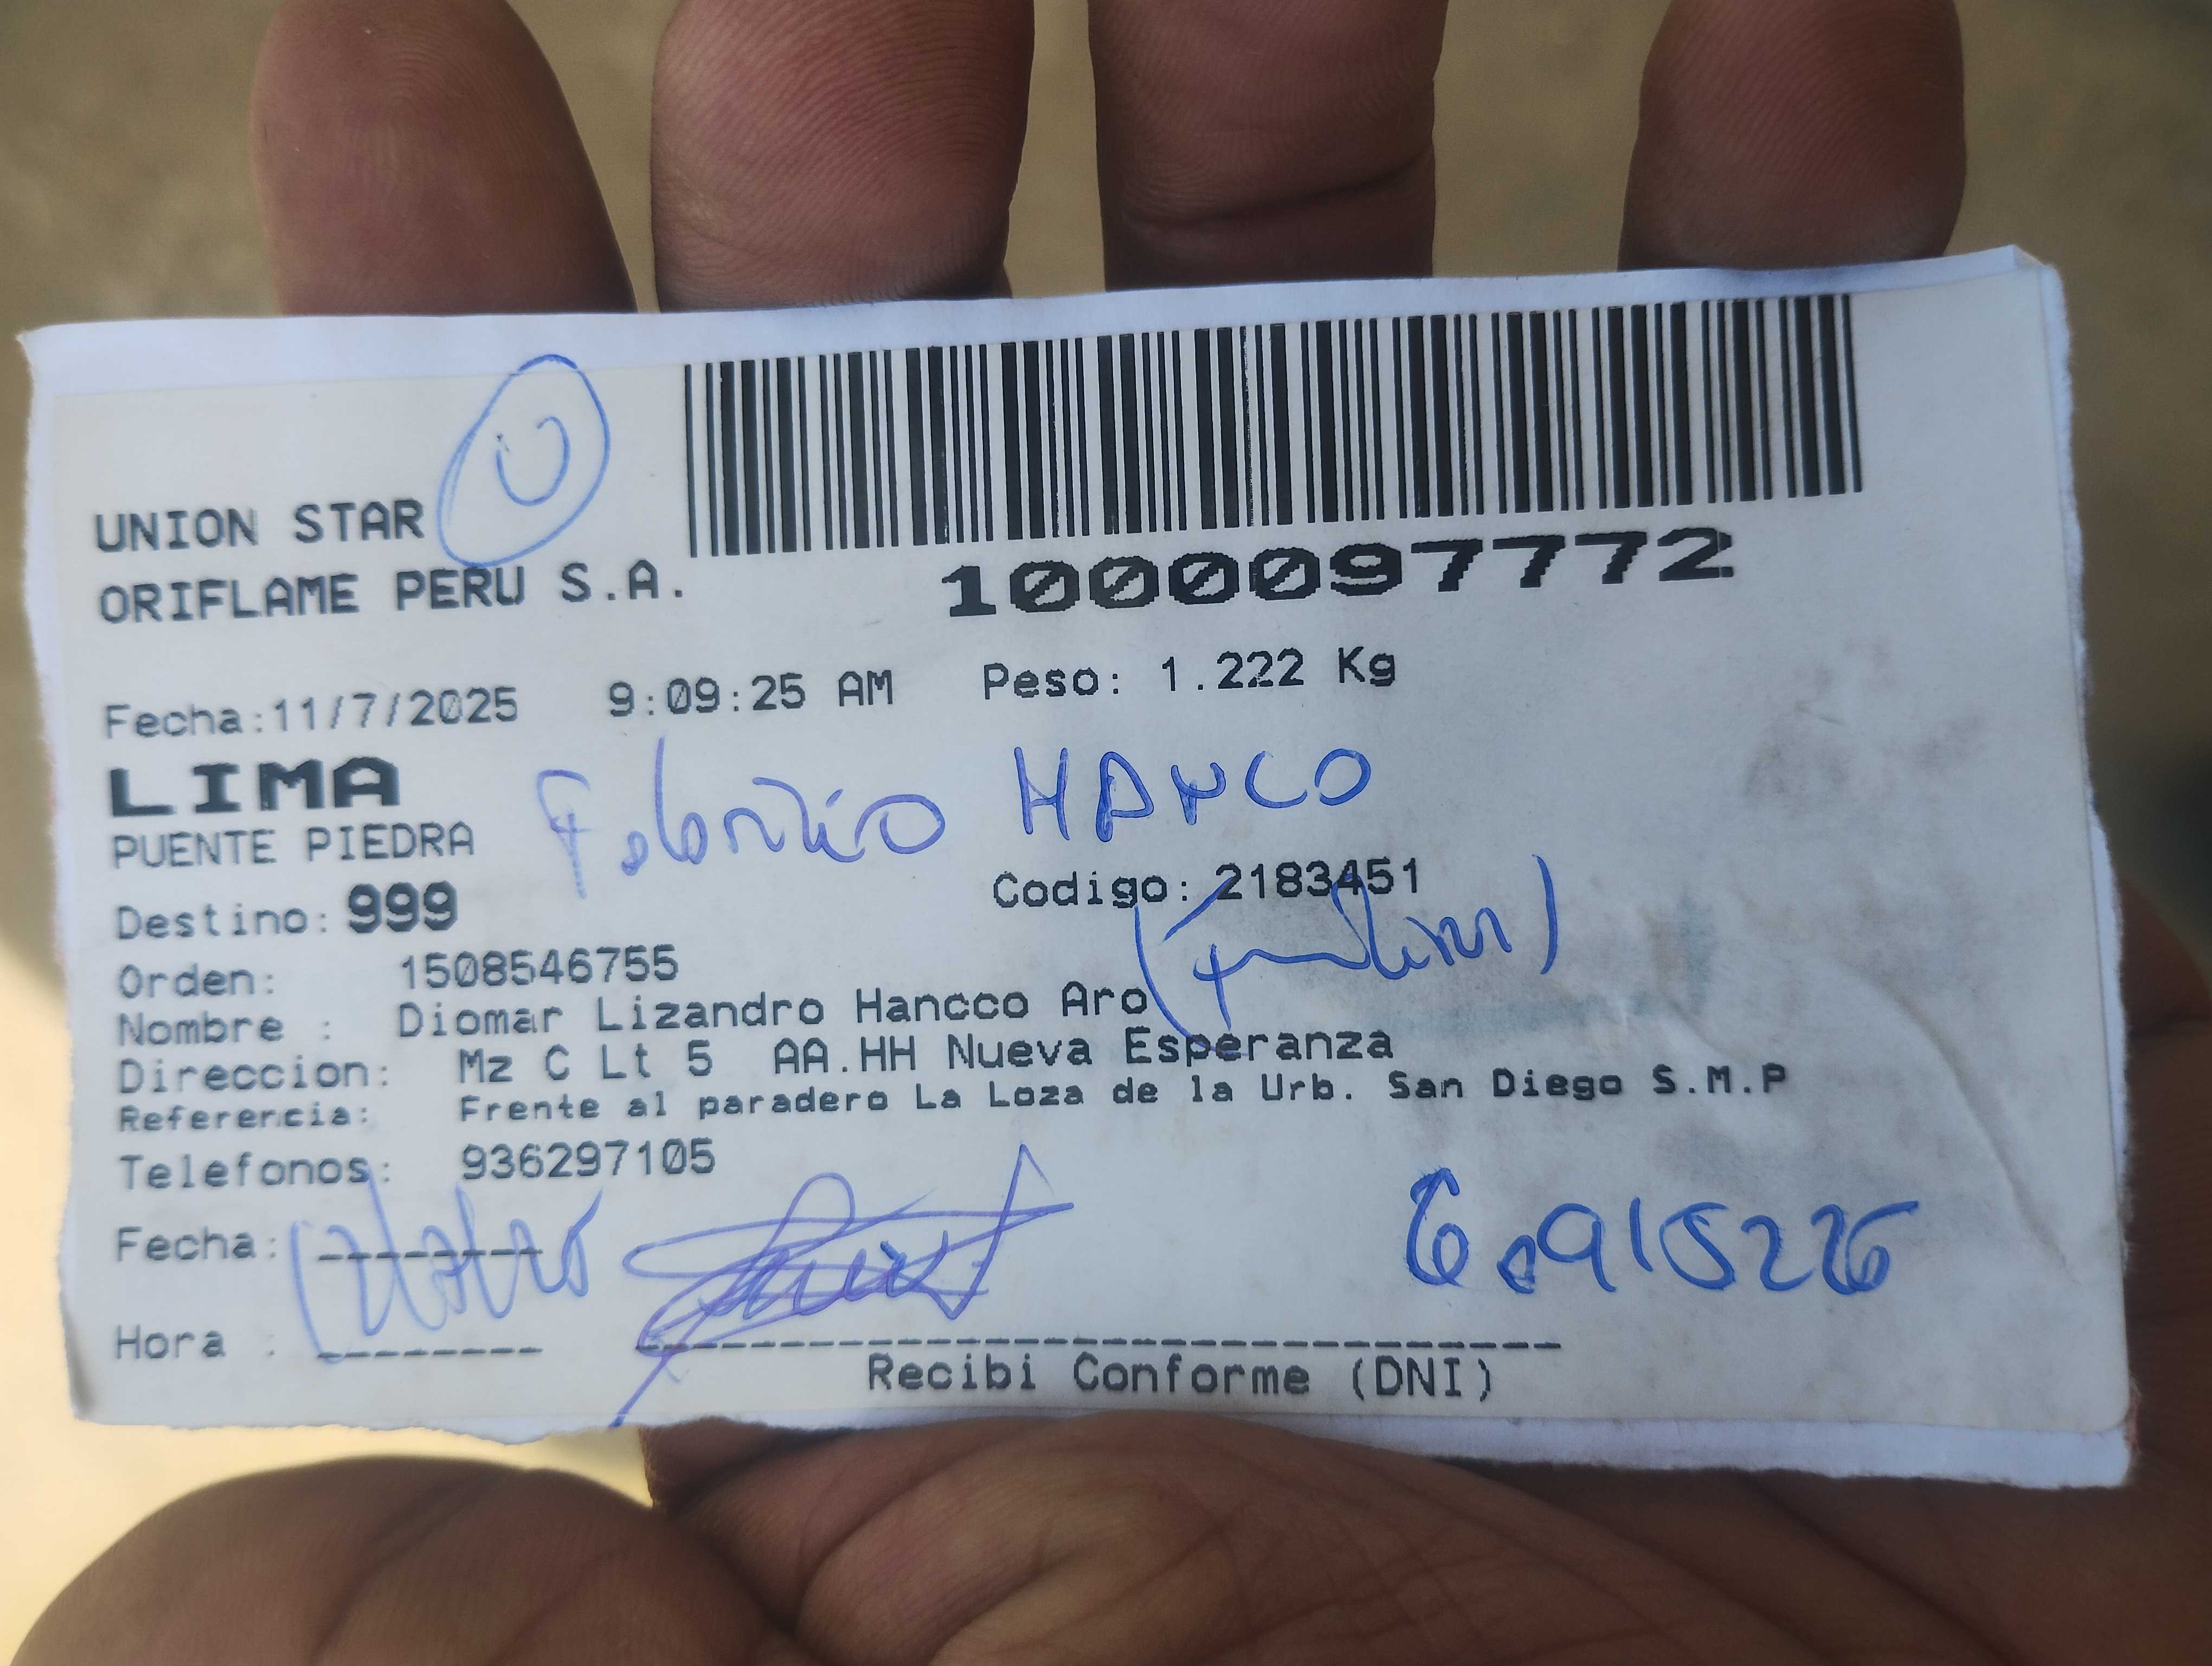 UNION STAR
ORIFLAME PERU S.A.
1000097772
Fecha:11/7/2025 9:09:25 AM Peso: 1.222 Kg
LIMA
Fabrizio HANCO
PUENTE PIEDRA
Destino: 999
Codigo: 2183451
Orden: 1508546755
Nombre : Diomar Lizandro Hancco Aro
Direccion: Mz C Lt 5 AA.HH Nueva Esperanza
Referencia: Frente al paradero La Loza de la Urb. San Diego S.M.P
Telefonos: 936297105
Fecha:
Hora :
Recibi Conforme (DNI)